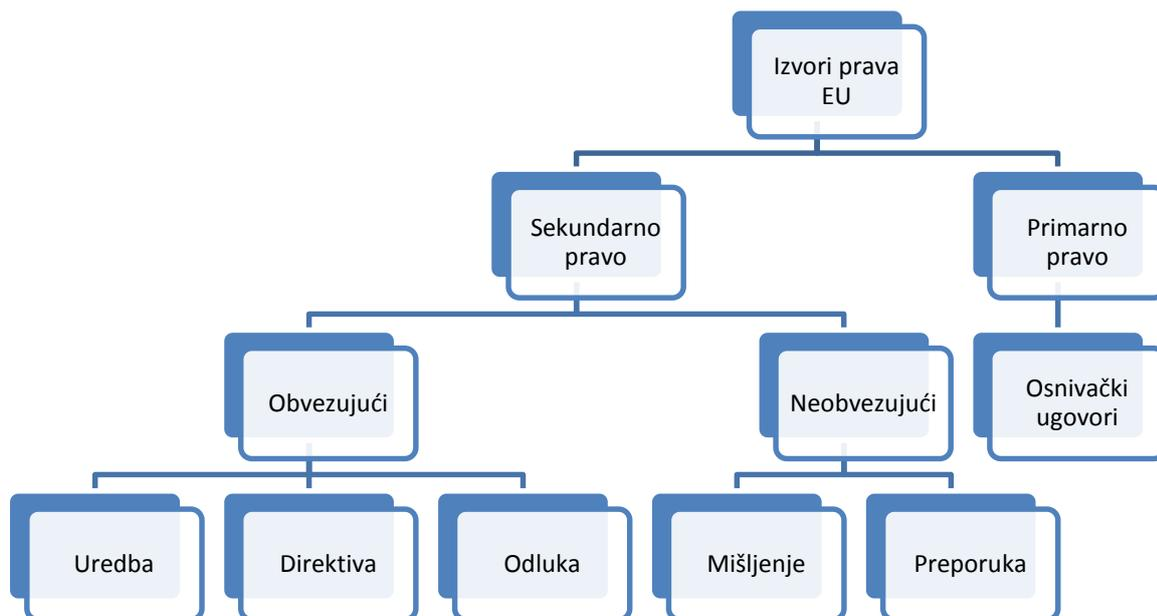 Izvori prava
EU
Sekundarno
pravo
Primarno
pravo
Obvezujući
Neobvezujući
Osnivački
ugovori
Uredba
Direktiva
Odluka
Mišljenje
Preporuka